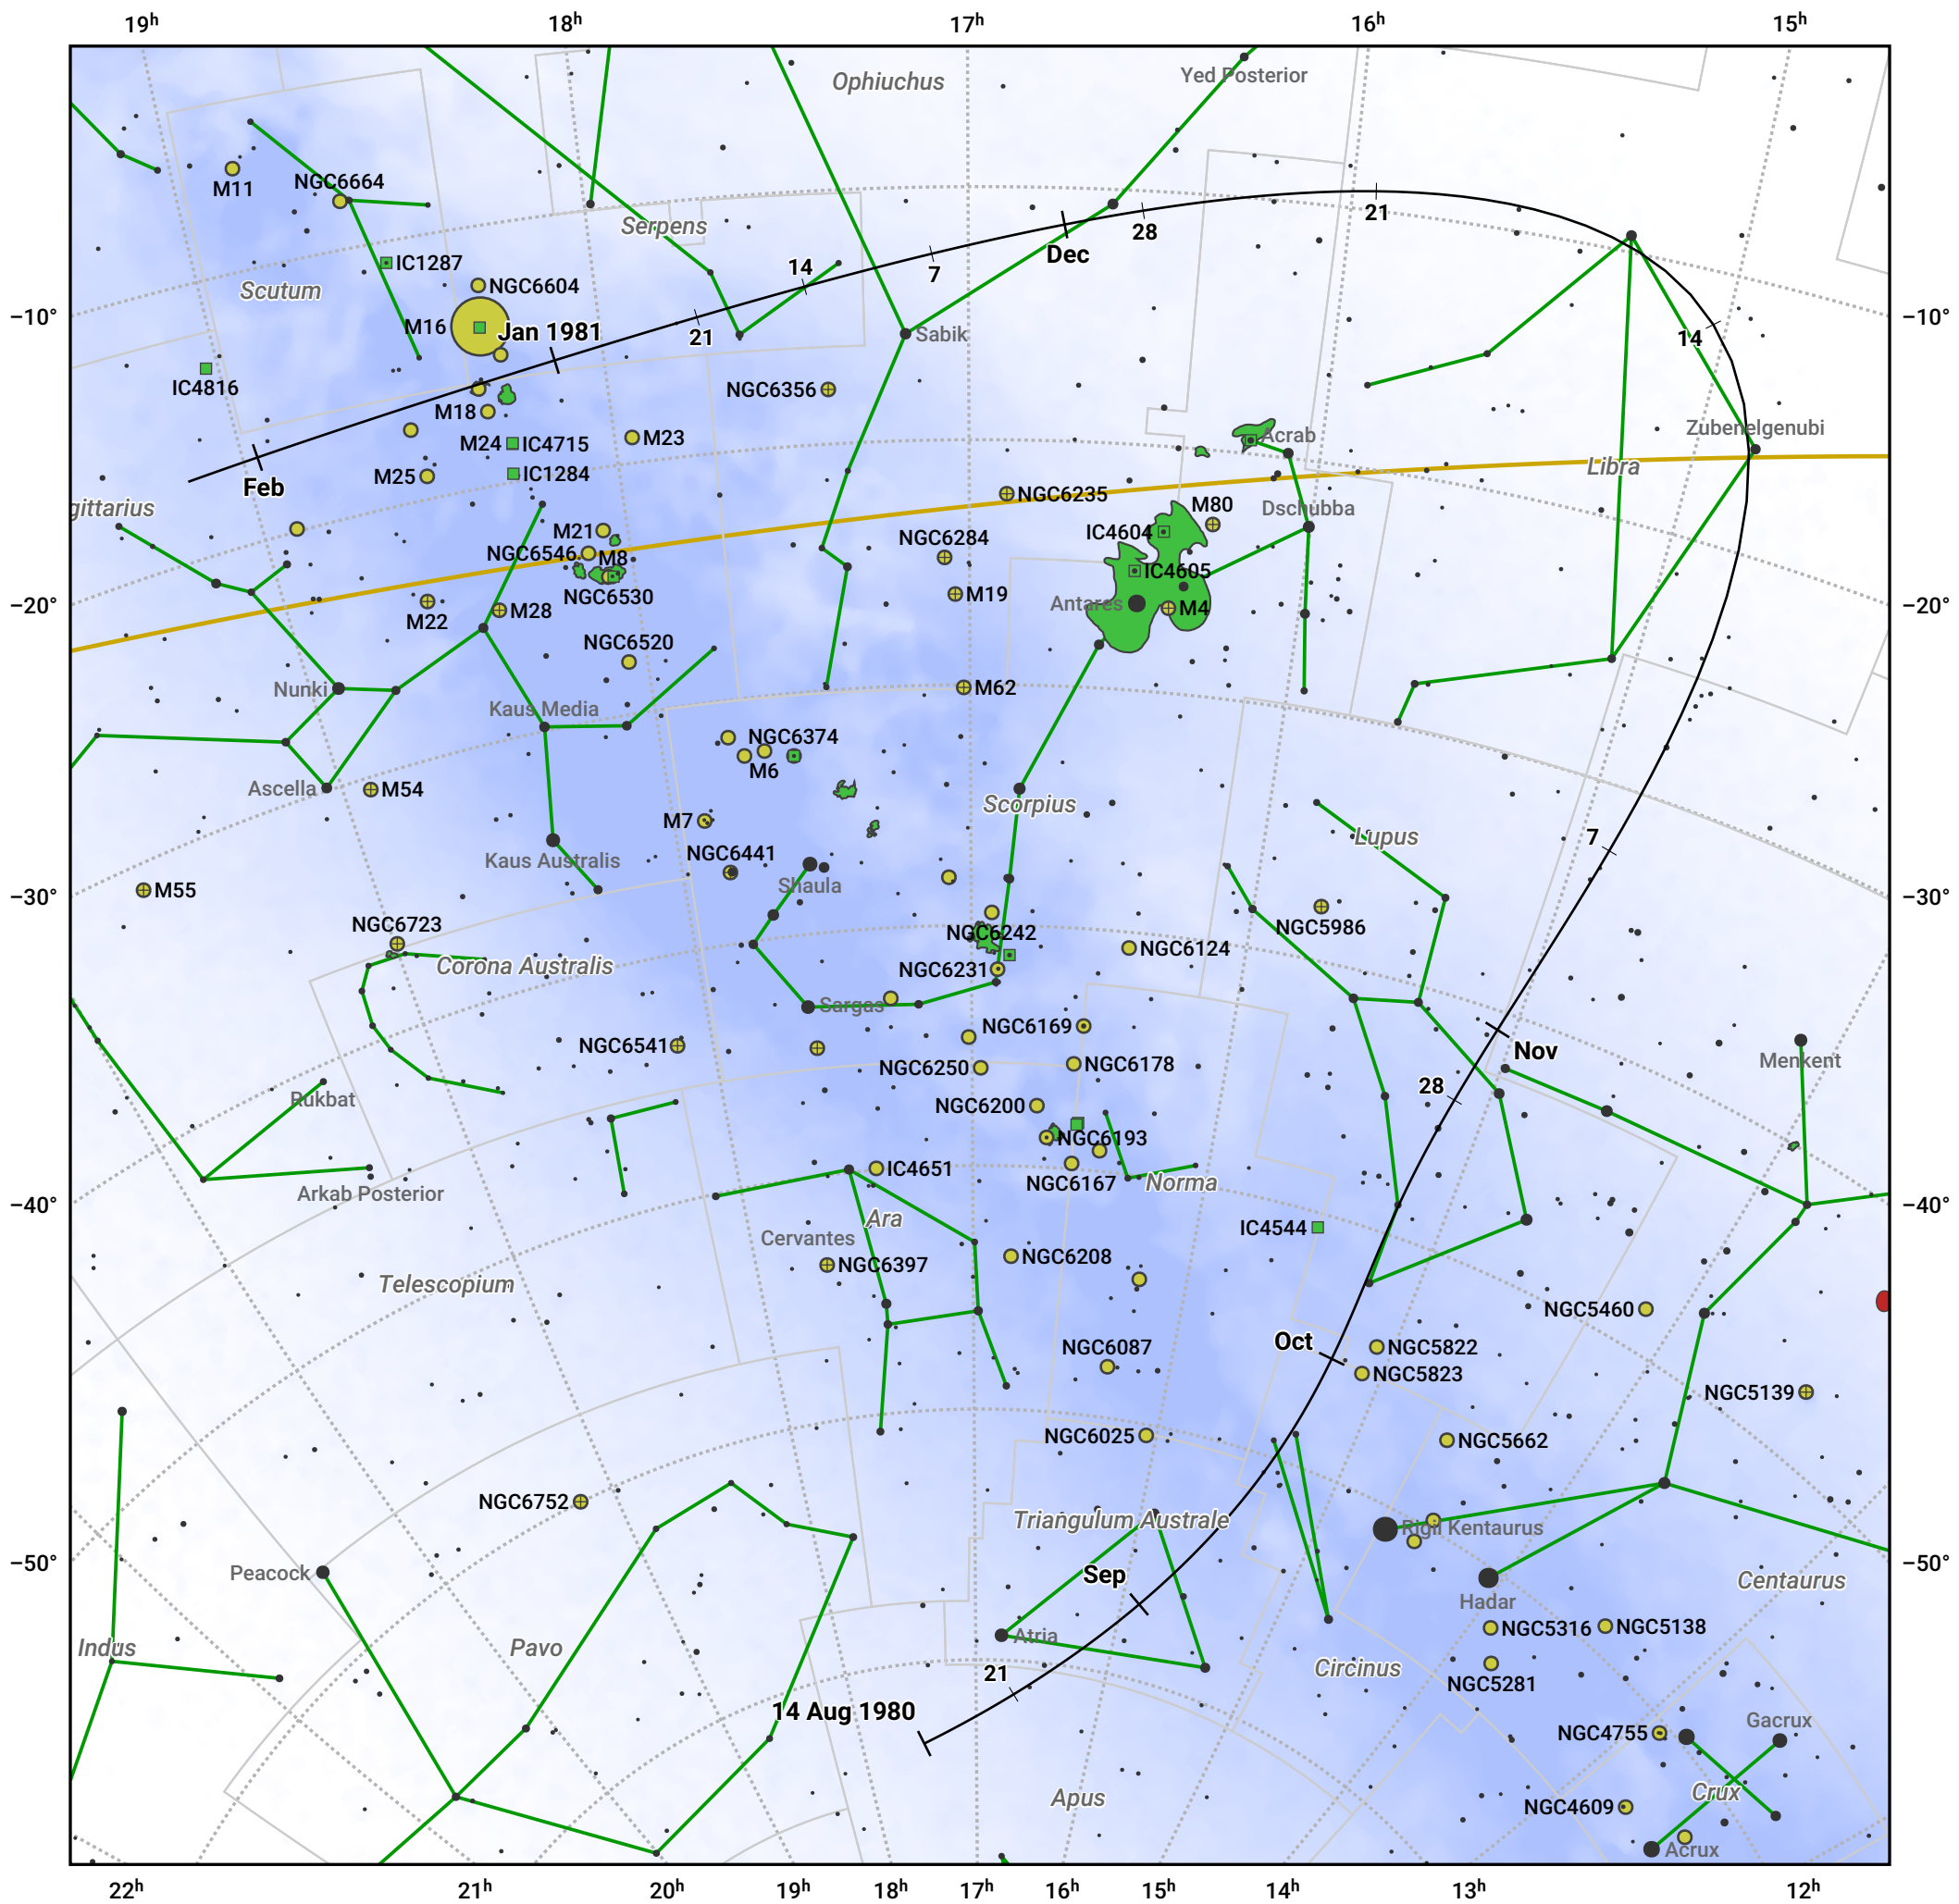 19h 18h 17h 16h 15h
Ophiuchus
Yed Posterior
M11
NGC6664
Serpens
21
28
Dec
7
14
IC1287
Scutum
NGC6604
−10°
M16
Jan 1981
21
Sabik
14
−10°
IC4816
NGC6356
M18
M23
M24
IC4715
Acrab
Zubenelgenubi
M25
IC1284
Libra
Feb
NGC6235
gittarius
M80
Dschubba
M21
IC4604
NGC6284
NGC6546
M8
IC4605
NGC6530
M19
Antares
M4
−20°
−20°
M22
M28
NGC6520
Nunki
M62
Kaus Media
NGC6374
M6
Ascella
M54
Scorpius
M7
Lupus
7
NGC6441
Kaus Australis
Shaula
M55
−30°
−30°
NGC6723
NGC5986
NGC6242
NGC6124
Corona Australis
NGC6231
Sargas
NGC6169
NGC6541
Nov
Menkent
NGC6250
NGC6178
28
Rukbat
NGC6200
NGC6193
IC4651
NGC6167
Norma
Arkab Posterior
−40°
−40°
Ara
IC4544
Cervantes
NGC6208
NGC6397
Telescopium
NGC5460
Oct
NGC6087
NGC5822
NGC5823
NGC5139
NGC6025
NGC5662
NGC6752
Triangulum Australe
Rigil Kentaurus
−50°
−50°
Peacock
Sep
Centaurus
Hadar
NGC5316
NGC5138
Atria
Indus
Pavo
Circinus
21
NGC5281
14 Aug 1980
Gacrux
NGC4755
Crux
Apus
NGC4609
Acrux
22h 21h 20h 19h 18h 17h 16h 15h 14h 13h 12h